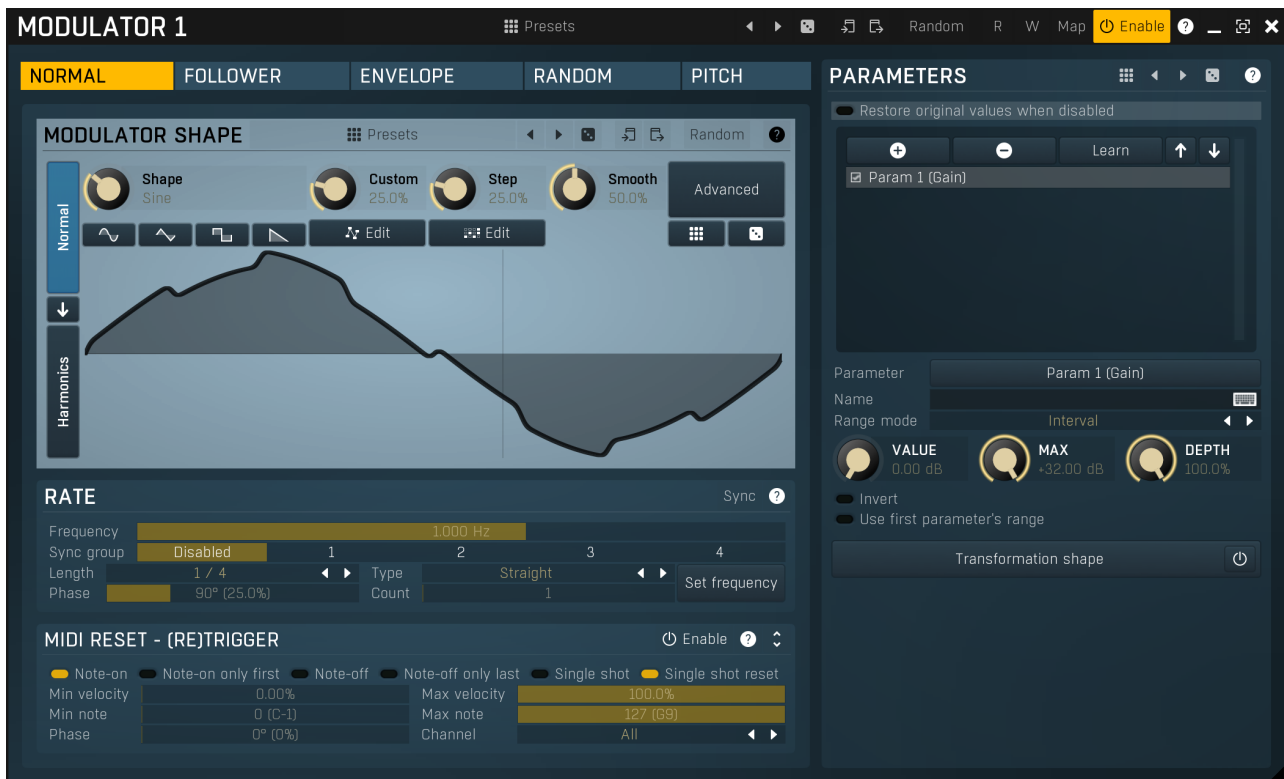 MODULATOR 1 Presets Random R W Map Enable ?
NORMAL FOLLOWER ENVELOPE RANDOM PITCH
MODULATOR SHAPE Presets Random ?
Normal
Harmonics
Shape Custom Step Smooth
Sine 25.0% 25.0% 50.0%
Advanced
Edit Edit
RATE Sync ?
Frequency 1.000 Hz
Sync group Disabled 1 2 3 4
Length 1 / 4 Type Straight
Set frequency
Phase 90° (25.0%) Count 1
MIDI RESET - (RE)TRIGGER Enable ?
Note-on Note-on only first Note-off Note-off only last Single shot Single shot reset
Min velocity 0.00% Max velocity 100.0%
Min note 0 (C-1) Max note 127 (G9)
Phase 0° (0%) Channel All
PARAMETERS ?
Restore original values when disabled
Learn
Param 1 (Gain)
Parameter Param 1 (Gain)
Name
Range mode Interval
VALUE MAX DEPTH
0.00 dB +32.00 dB 100.0%
Invert
Use first parameter's range
Transformation shape